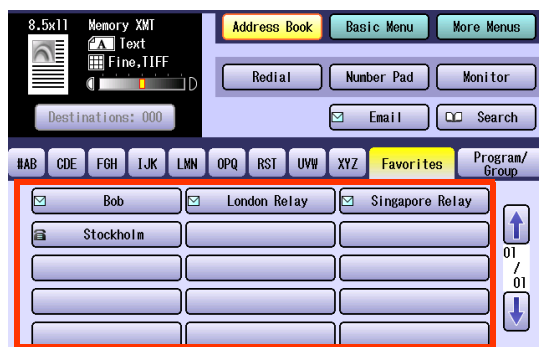 8.5x11 Memory XMT
A Text
Fine,TIFF
D
Destinations: 000
Address Book Basic Menu More Menus
Redial Number Pad Monitor
Email Search
#AB CDE FGH IJK LMN OPQ RST UVW XYZ Favorites Program/
Group
Bob London Relay Singapore Relay
Stockholm
01
/
01